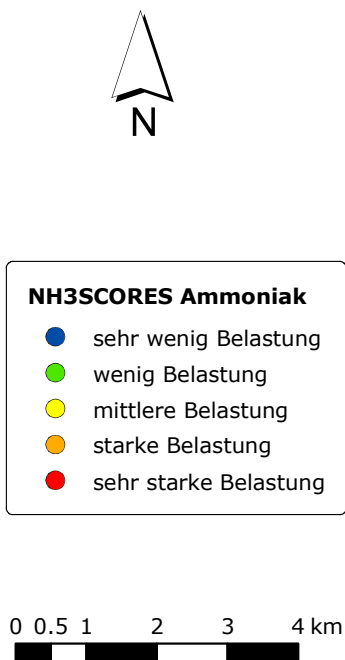 N
NH3SCORES Ammoniak
sehr wenig Belastung
wenig Belastung
mittlere Belastung
starke Belastung
sehr starke Belastung
0 0.5 1 2 3 4 km